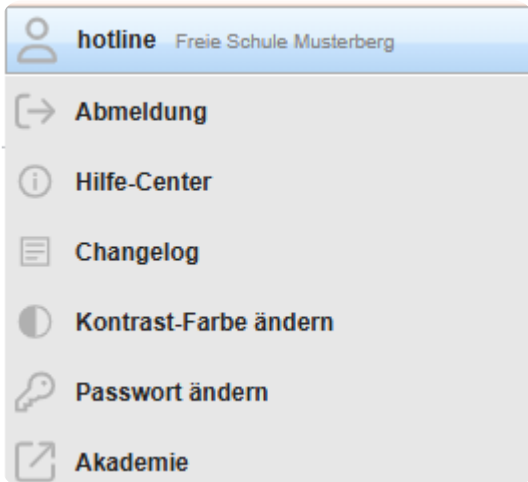 hotline Freie Schule Musterberg
Abmeldung
Hilfe-Center
Changelog
Kontrast-Farbe ändern
Passwort ändern
Akademie